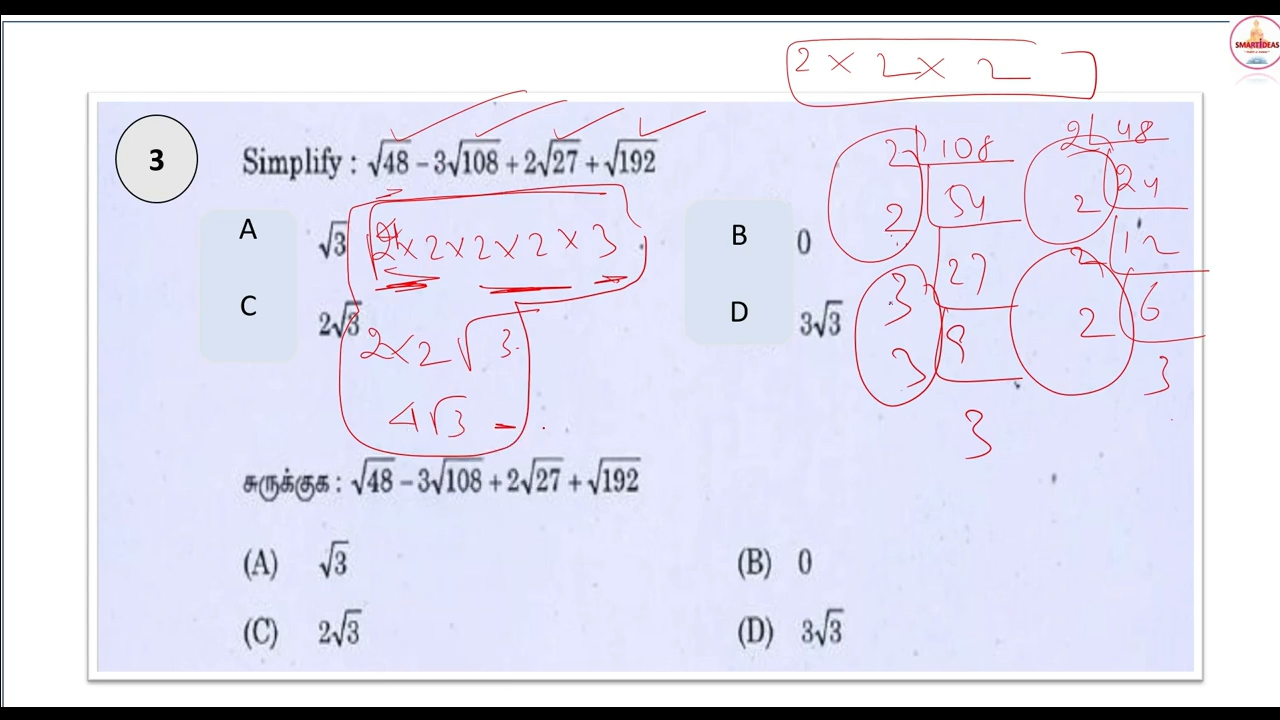 SMARTIDEAS
2 × 2 × 2
3
Simplify : √48 − 3√108 + 2√27 + √192
A √3
B 0
C 2√3
D 3√3
2 × 2 × 2 × 2 × 3
2 × 2 √3
4√3
2 108
2 54
3 27
3 9
3
2 48
2 24
2 12
2 6
3
சுருக்குக : √48 − 3√108 + 2√27 + √192
(A) √3
(B) 0
(C) 2√3
(D) 3√3